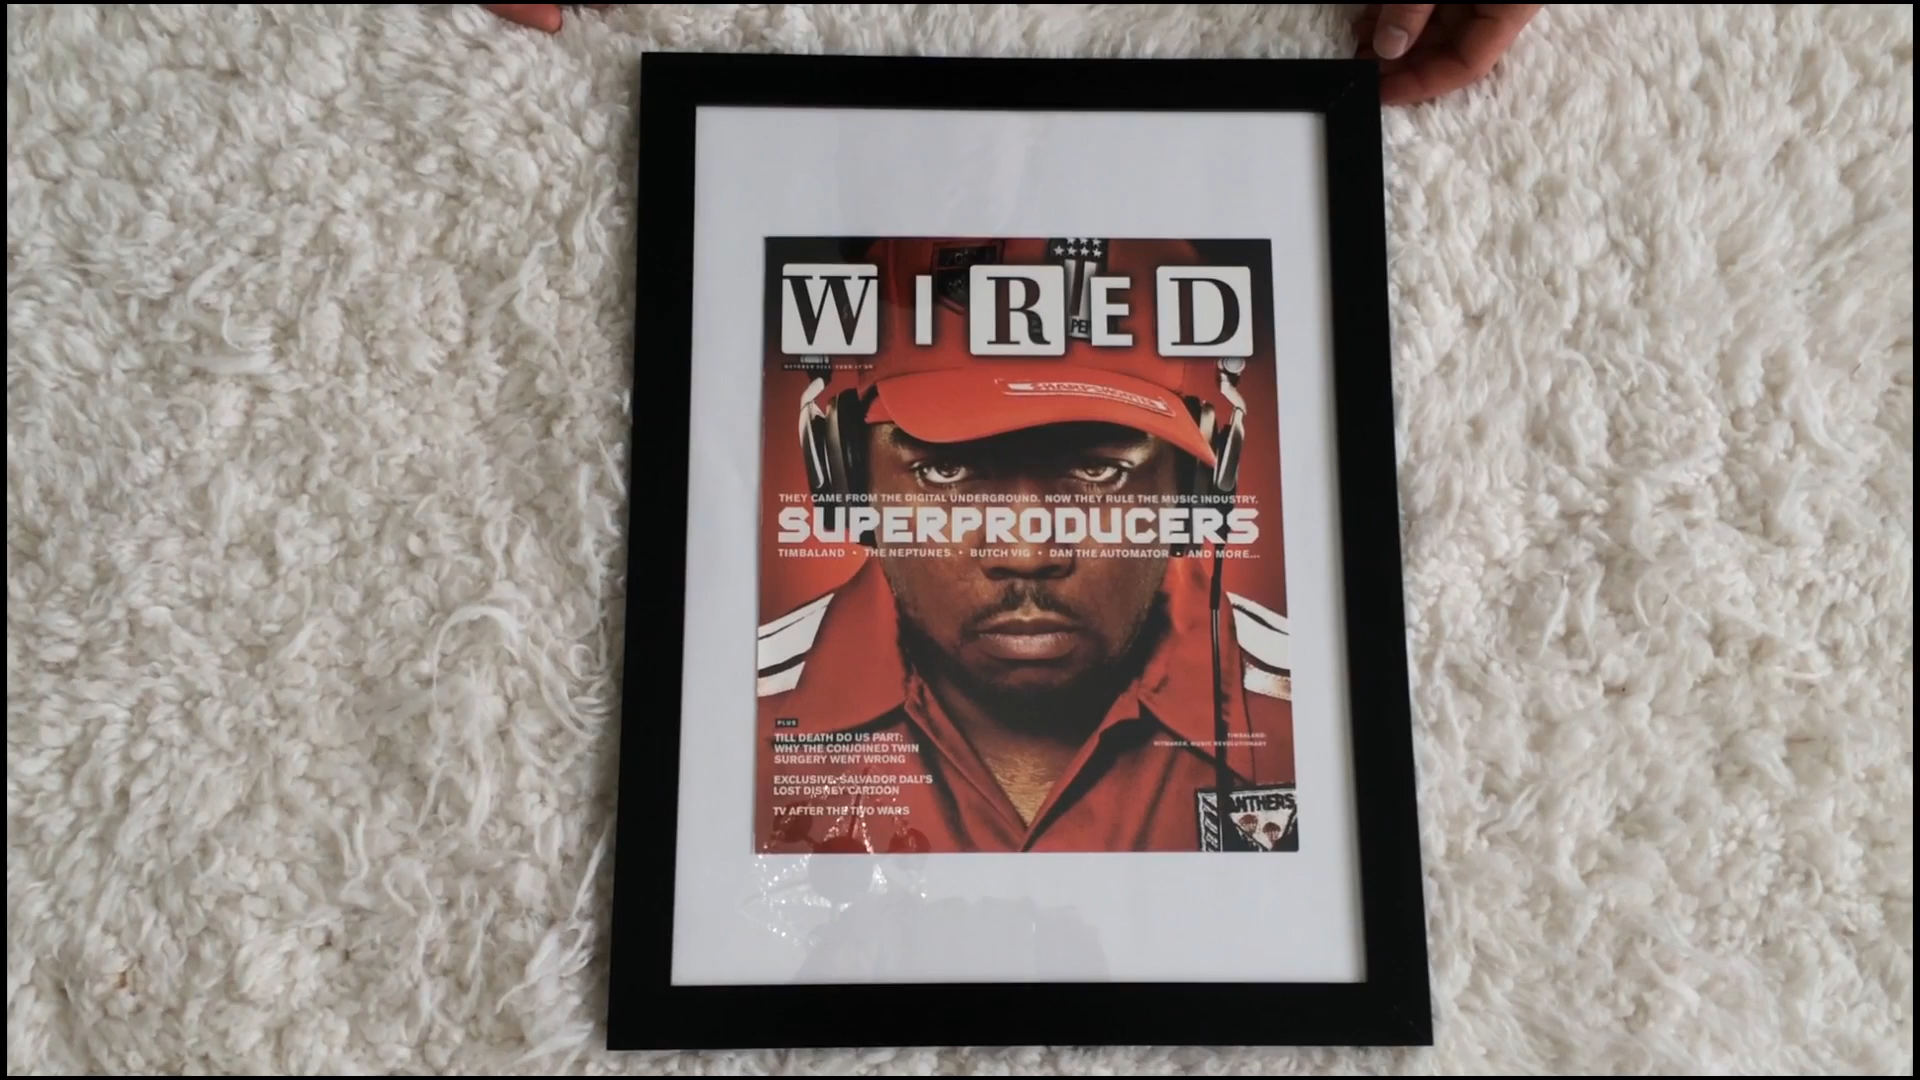 WIRED
THEY CAME FROM THE DIGITAL UNDERGROUND. NOW THEY RULE THE MUSIC INDUSTRY.
SUPERPRODUCERS
TIMBALAND • THE NEPTUNES • BUTCH VIG • DAN THE AUTOMATOR • AND MORE...
PLUS
TILL DEATH DO US PART:
WHY THE CONJOINED TWIN
SURGERY WENT WRONG
EXCLUSIVE: SALVADOR DALI'S
LOST DISNEY CARTOON
TV AFTER THE TWO WARS
TIMBALAND:
HITMAKER, MUSIC REVOLUTIONARY
ANTHERS